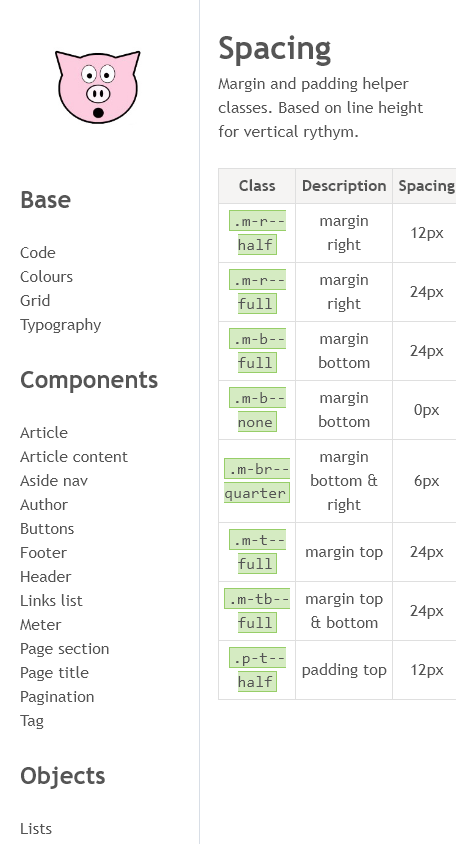 Base
Code
Colours
Grid
Typography
Components
Article
Article content
Aside nav
Author
Buttons
Footer
Header
Links list
Meter
Page section
Page title
Pagination
Tag
Objects
Lists
Spacing
Margin and padding helper
classes. Based on line height
for vertical rythym.
Class Description Spacing
.m-r--
half
margin
right
12px
.m-r--
full
margin
right
24px
.m-b--
full
margin
bottom
24px
.m-b--
none
margin
bottom
0px
.m-br--
quarter
margin
bottom &
right
6px
.m-t--
full
margin top
24px
.m-tb--
full
margin top
& bottom
24px
.p-t--
half
padding top
12px